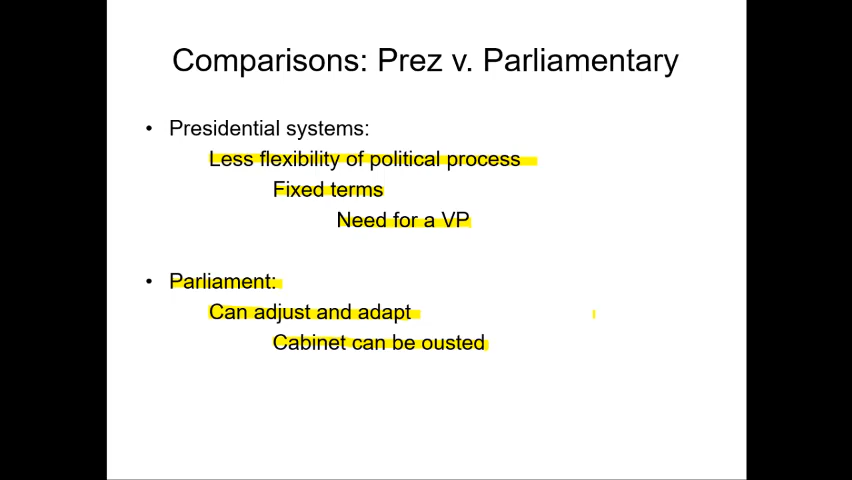 Comparisons: Prez v. Parliamentary
• Presidential systems:
Less flexibility of political process
Fixed terms
Need for a VP
• Parliament:
Can adjust and adapt
Cabinet can be ousted